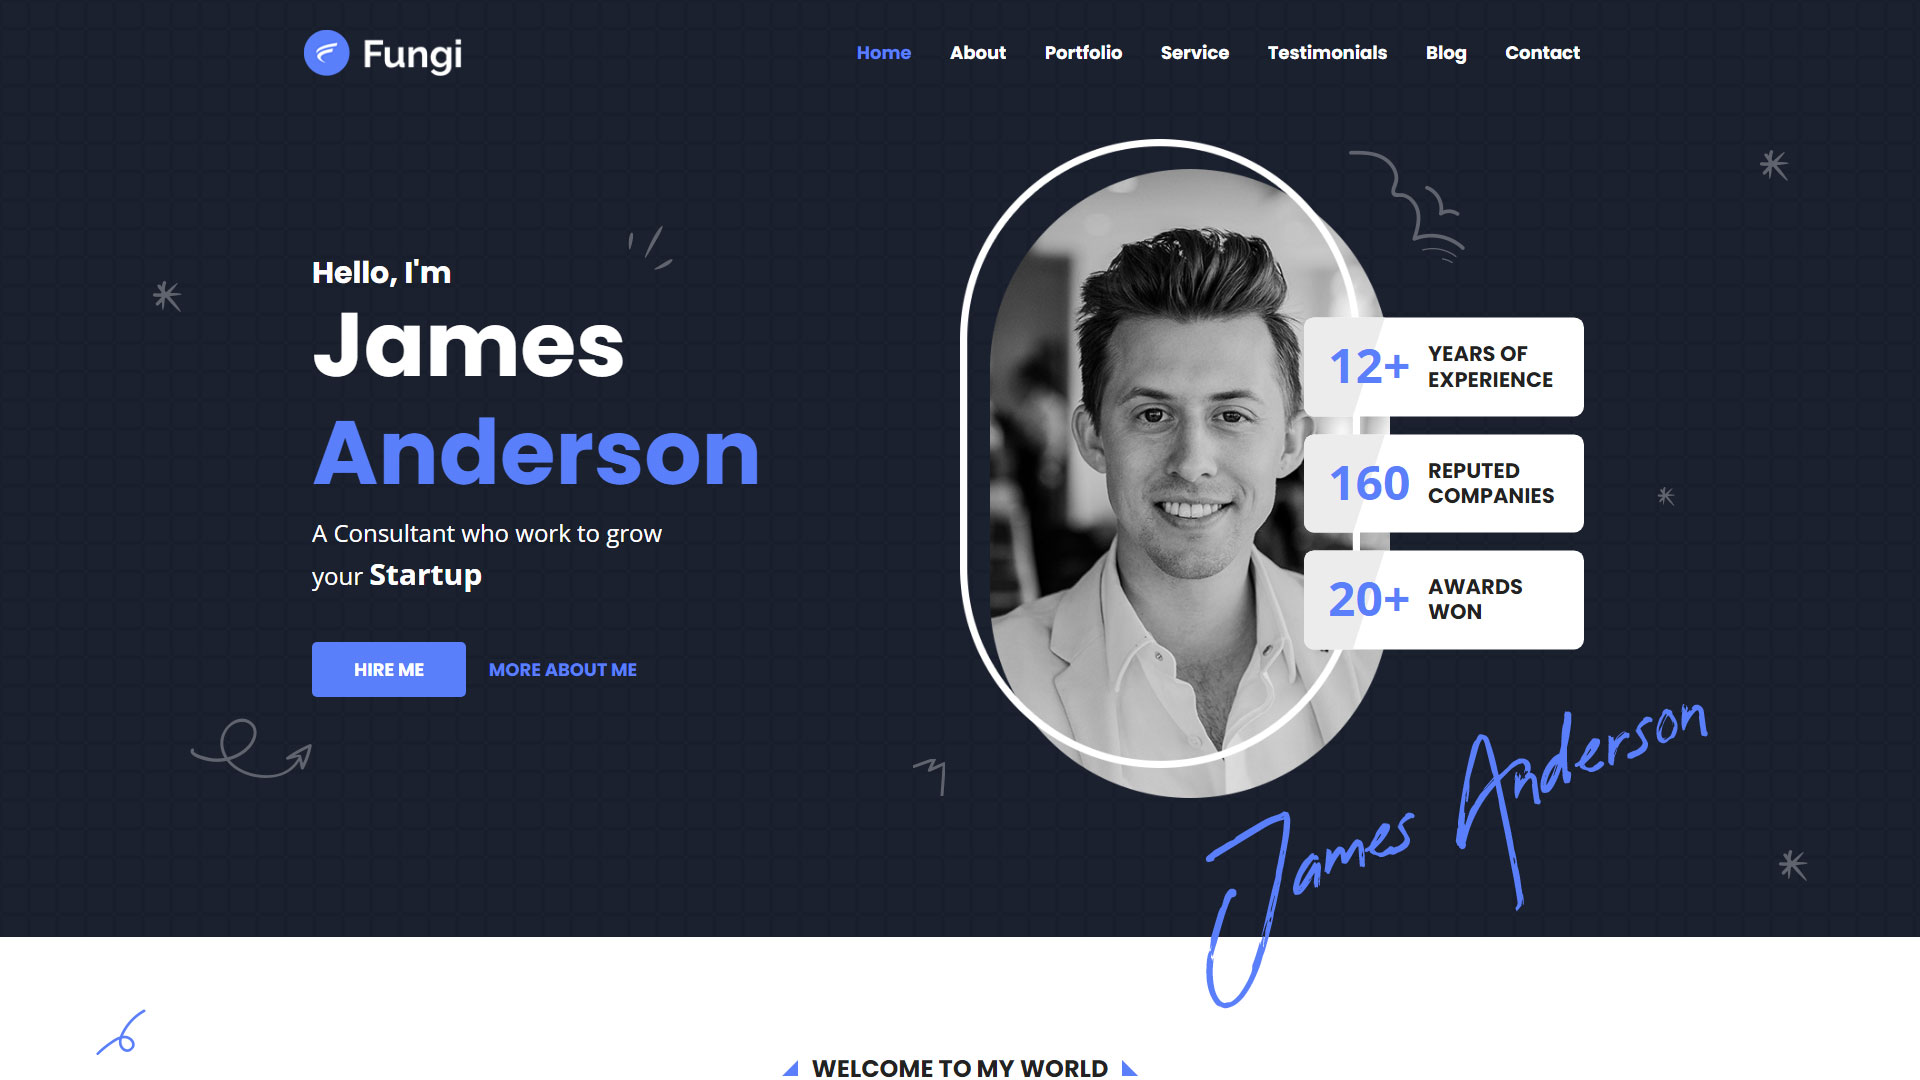 Fungi
Home About Portfolio Service Testimonials Blog Contact
Hello, I'm
James
Anderson
A Consultant who work to grow
your Startup
HIRE ME MORE ABOUT ME
12+ YEARS OF
EXPERIENCE
160 REPUTED
COMPANIES
20+ AWARDS
WON
James Anderson
WELCOME TO MY WORLD